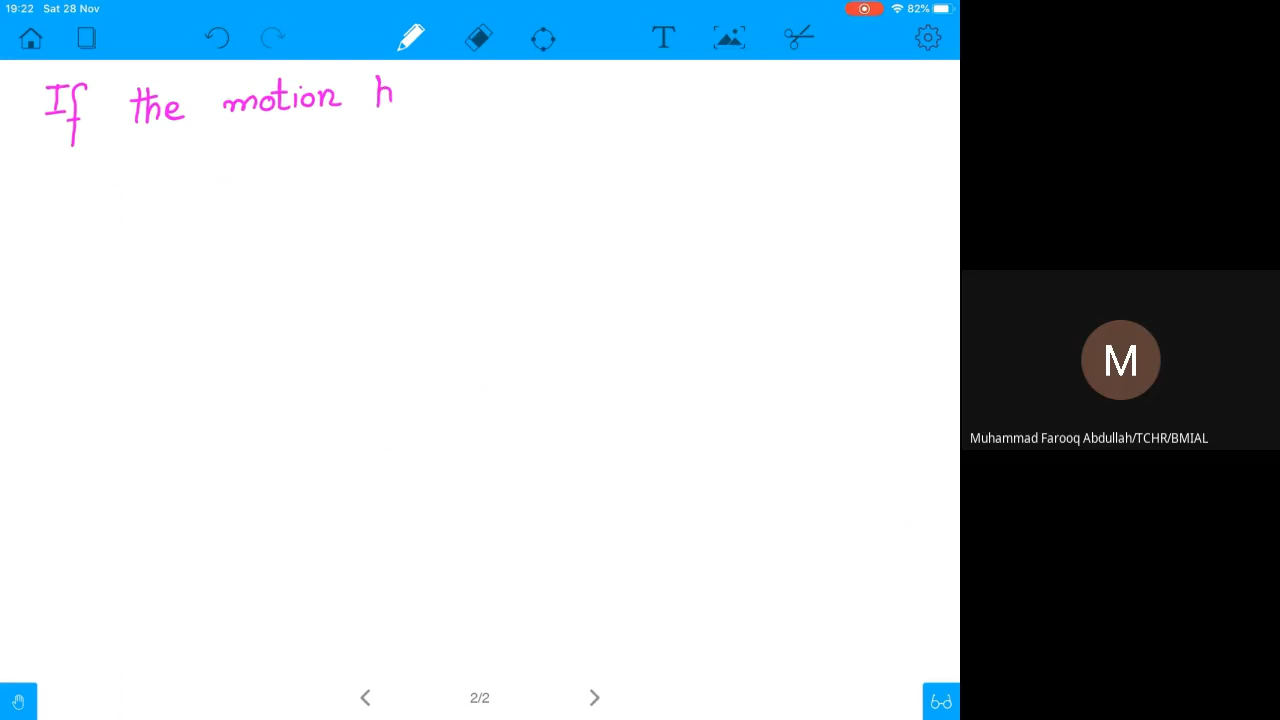 19:22 Sat 28 Nov 82%
If the motion h
T
M
Muhammad Farooq Abdullah/TCHR/BMIAL
2/2